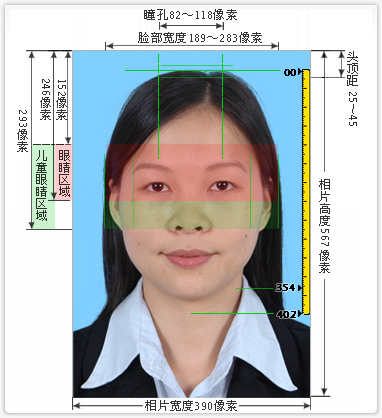 瞳孔82～118像素
脸部宽度189～283像素
头顶距 25～45
00
152像素
246像素
293像素
眼睛区域
儿童眼睛区域
相片高度567像素
354
402
相片宽度390像素